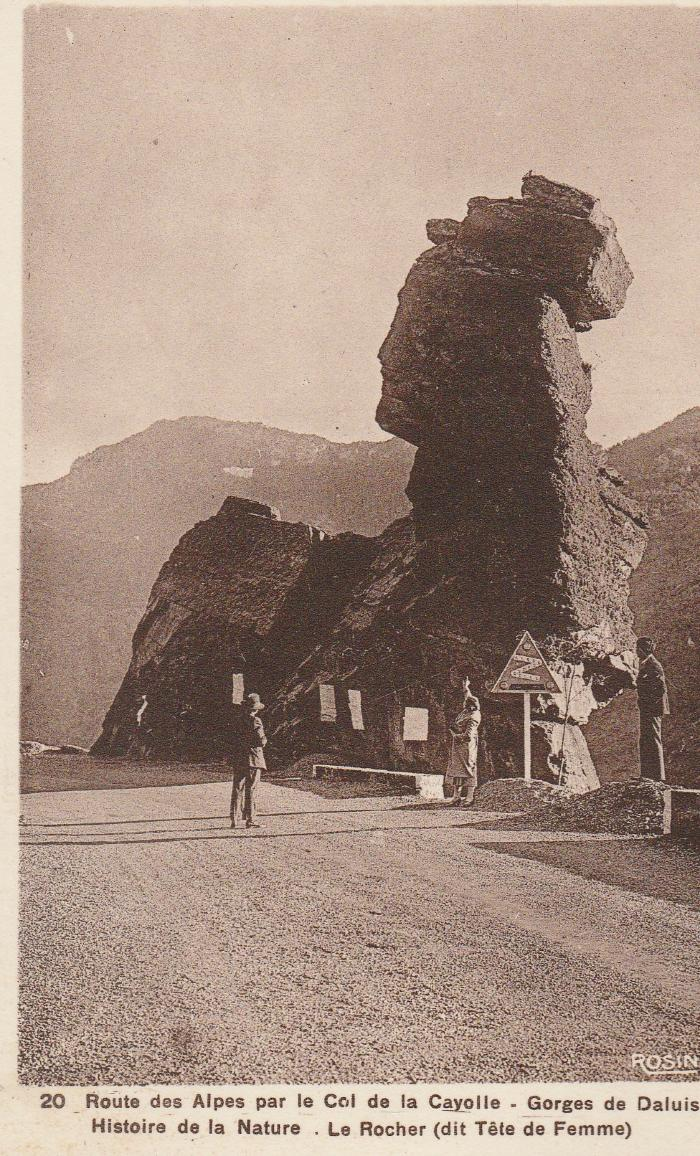 ROSIN
20 Route des Alpes par le Col de la Cayolle - Gorges de Daluis
Histoire de la Nature . Le Rocher (dit Tête de Femme)